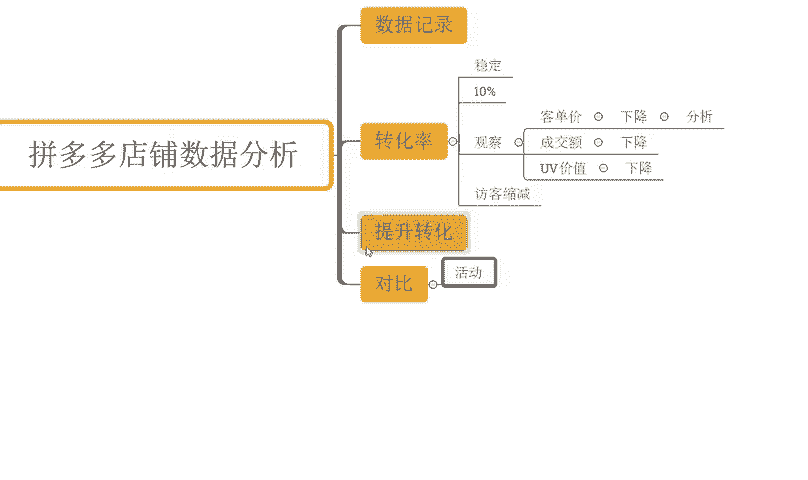 拼多多店铺数据分析
数据记录
转化率
稳定
10%
观察
客单价 下降 分析
成交额 下降
UV价值 下降
访客缩减
提升转化
对比
活动